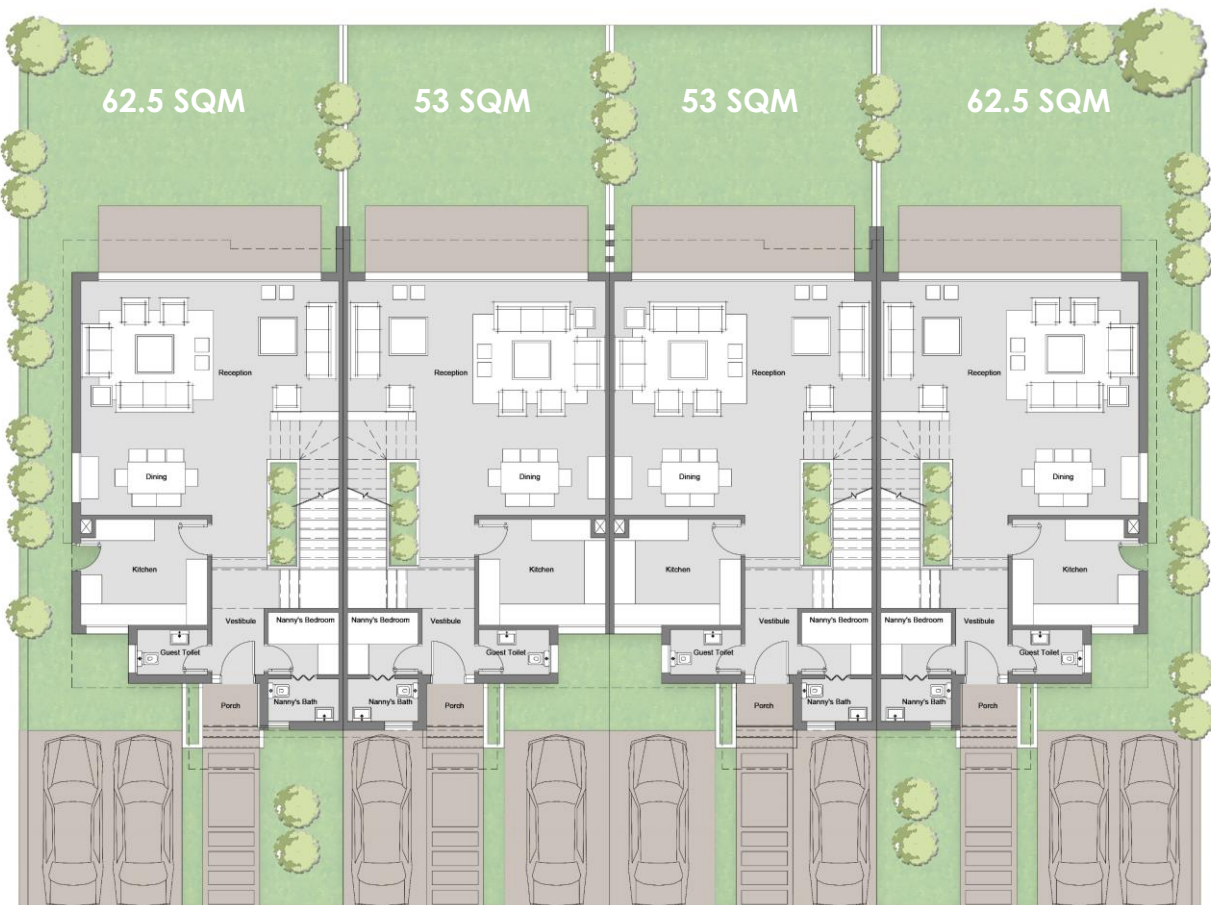 62.5 SQM 53 SQM 53 SQM 62.5 SQM
Reception Reception Reception Reception
Dining Dining Dining Dining
Kitchen Kitchen Kitchen Kitchen
Vestibule Nanny's Bedroom Nanny's Bedroom Vestibule Vestibule Nanny's Bedroom Nanny's Bedroom Vestibule
Guest Toilet Guest Toilet Guest Toilet Guest Toilet
Porch Nanny's Bath Nanny's Bath Porch Porch Nanny's Bath Nanny's Bath Porch